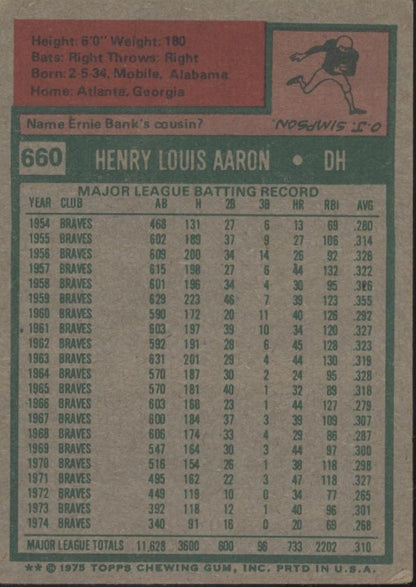 Height: 6'0" Weight: 180
Bats: Right Throws: Right
Born: 2-5-34, Mobile, Alabama
Home: Atlanta, Georgia
Name Ernie Bank's cousin?
O.J. SIMPSON.
660 HENRY LOUIS AARON • DH
MAJOR LEAGUE BATTING RECORD
YEAR CLUB AB H 2B 3B HR RBI AVG
1954 BRAVES 468 131 27 6 13 69 .280
1955 BRAVES 602 189 37 9 27 106 .314
1956 BRAVES 609 200 34 14 26 92 .328
1957 BRAVES 615 198 27 6 44 132 .322
1958 BRAVES 601 196 34 4 30 95 .326
1959 BRAVES 629 223 46 7 39 123 .355
1960 BRAVES 590 172 20 11 40 126 .292
1961 BRAVES 603 197 39 10 34 120 .327
1962 BRAVES 592 191 28 6 45 128 .323
1963 BRAVES 631 201 29 4 44 130 .319
1964 BRAVES 570 187 30 2 24 95 .328
1965 BRAVES 570 181 40 1 32 89 .318
1966 BRAVES 603 168 23 1 44 127 .279
1967 BRAVES 600 184 37 3 39 109 .307
1968 BRAVES 606 174 33 4 29 86 .287
1969 BRAVES 547 164 30 3 44 97 .300
1970 BRAVES 516 154 26 1 38 118 .298
1971 BRAVES 495 162 22 3 47 118 .327
1972 BRAVES 449 119 10 0 34 77 .265
1973 BRAVES 392 118 12 1 40 96 .301
1974 BRAVES 340 91 16 0 20 69 .268
MAJOR LEAGUE TOTALS 11,628 3600 600 96 733 2202 .310
** © 1975 TOPPS CHEWING GUM, INC. PRTD IN U.S.A.